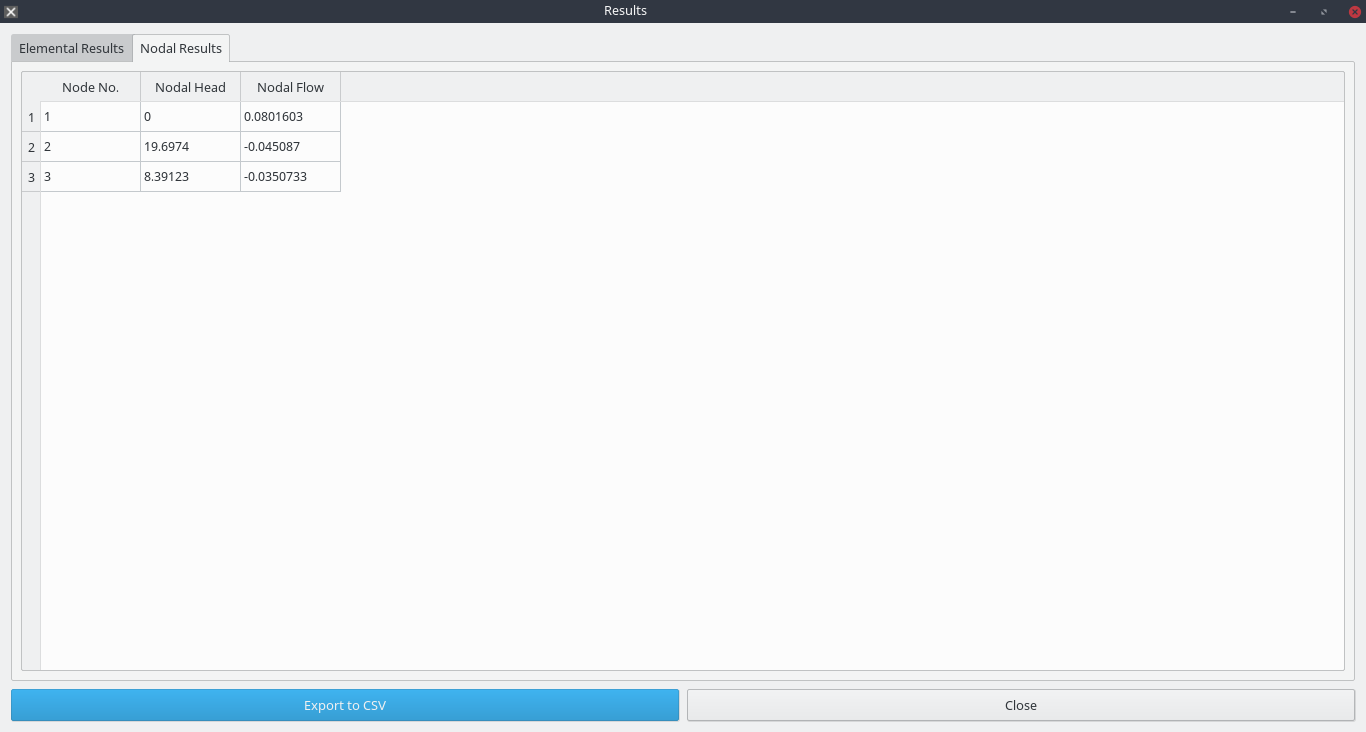 Results
Elemental Results Nodal Results
Node No. Nodal Head Nodal Flow
1 1 0 0.0801603
2 2 19.6974 -0.045087
3 3 8.39123 -0.0350733
Export to CSV Close